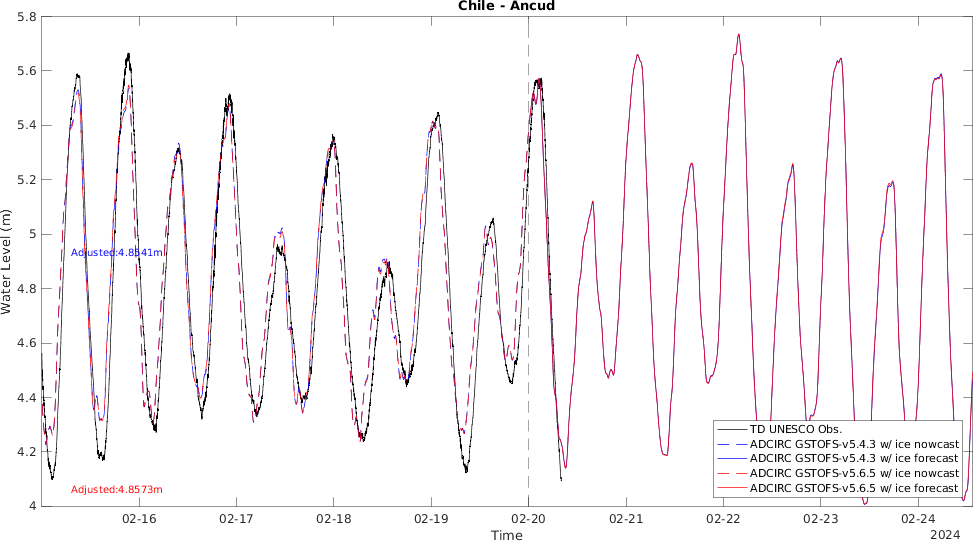 Chile - Ancud
5.8
5.6
5.4
5.2
5
4.8
4.6
4.4
4.2
4
Water Level (m)
Adjusted:4.8541m
Adjusted:4.8573m
TD UNESCO Obs.
ADCIRC GSTOFS-v5.4.3 w/ ice nowcast
ADCIRC GSTOFS-v5.4.3 w/ ice forecast
ADCIRC GSTOFS-v5.6.5 w/ ice nowcast
ADCIRC GSTOFS-v5.6.5 w/ ice forecast
02-16 02-17 02-18 02-19 02-20 02-21 02-22 02-23 02-24
Time
2024